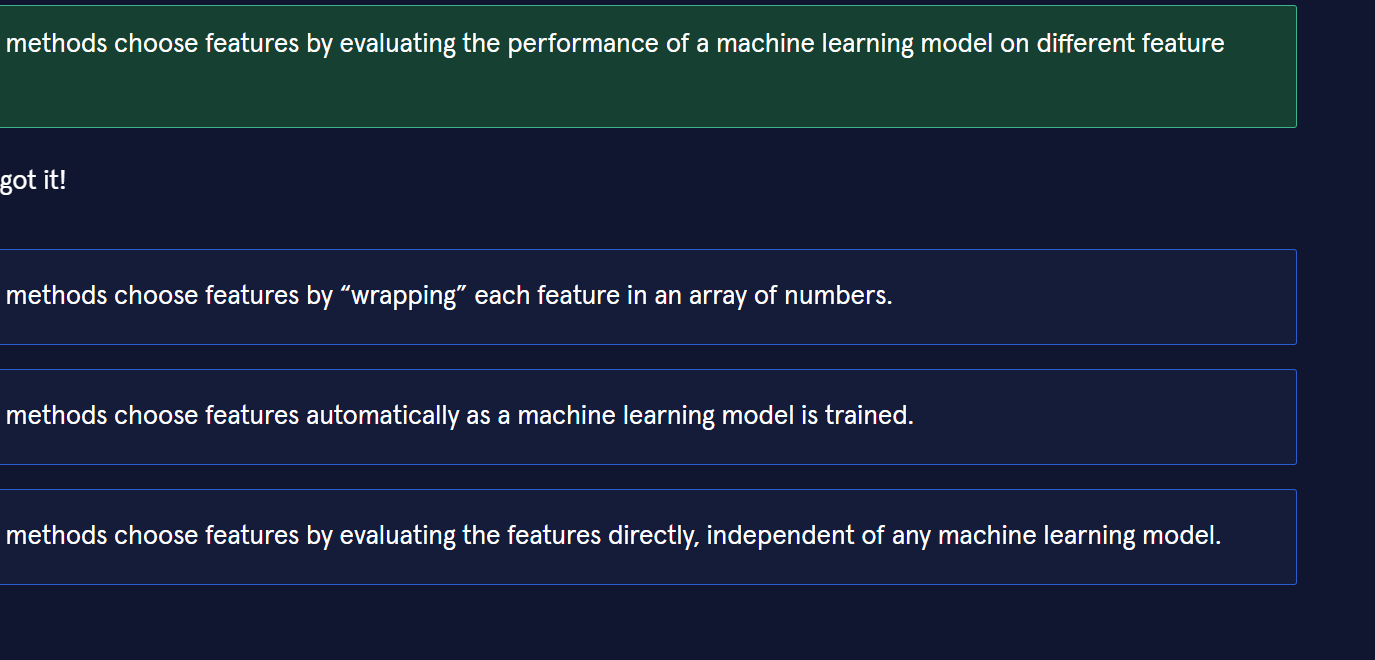 methods choose features by evaluating the performance of a machine learning model on different feature
got it!
methods choose features by “wrapping” each feature in an array of numbers.
methods choose features automatically as a machine learning model is trained.
methods choose features by evaluating the features directly, independent of any machine learning model.